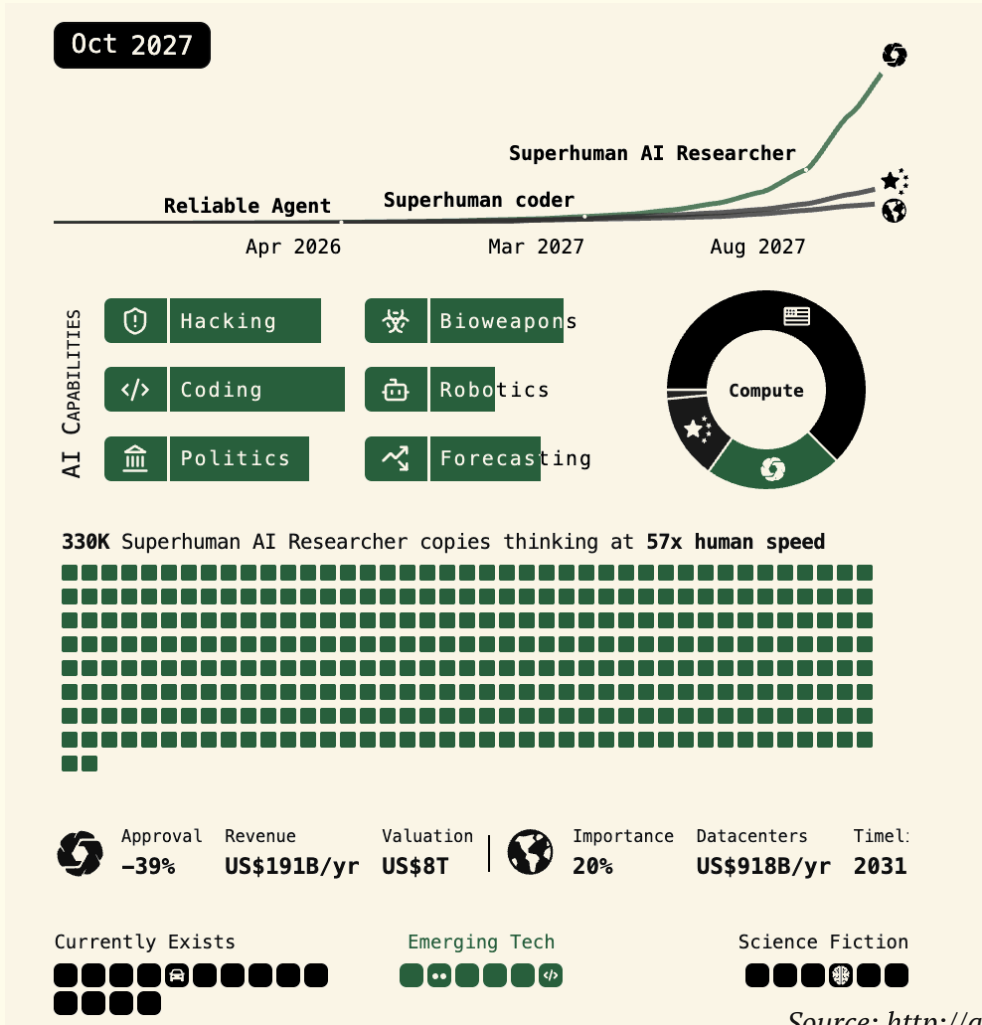 Oct 2027
Superhuman AI Researcher
Reliable Agent Superhuman coder
Apr 2026 Mar 2027 Aug 2027
AI CAPABILITIES
Hacking Bioweapons
Coding Robotics
Politics Forecasting
Compute
330K Superhuman AI Researcher copies thinking at 57x human speed
Approval Revenue Valuation Importance Datacenters
−39% US$191B/yr US$8T 20% US$918B/yr 2031
Currently Exists Emerging Tech Science Fiction
Source: http://